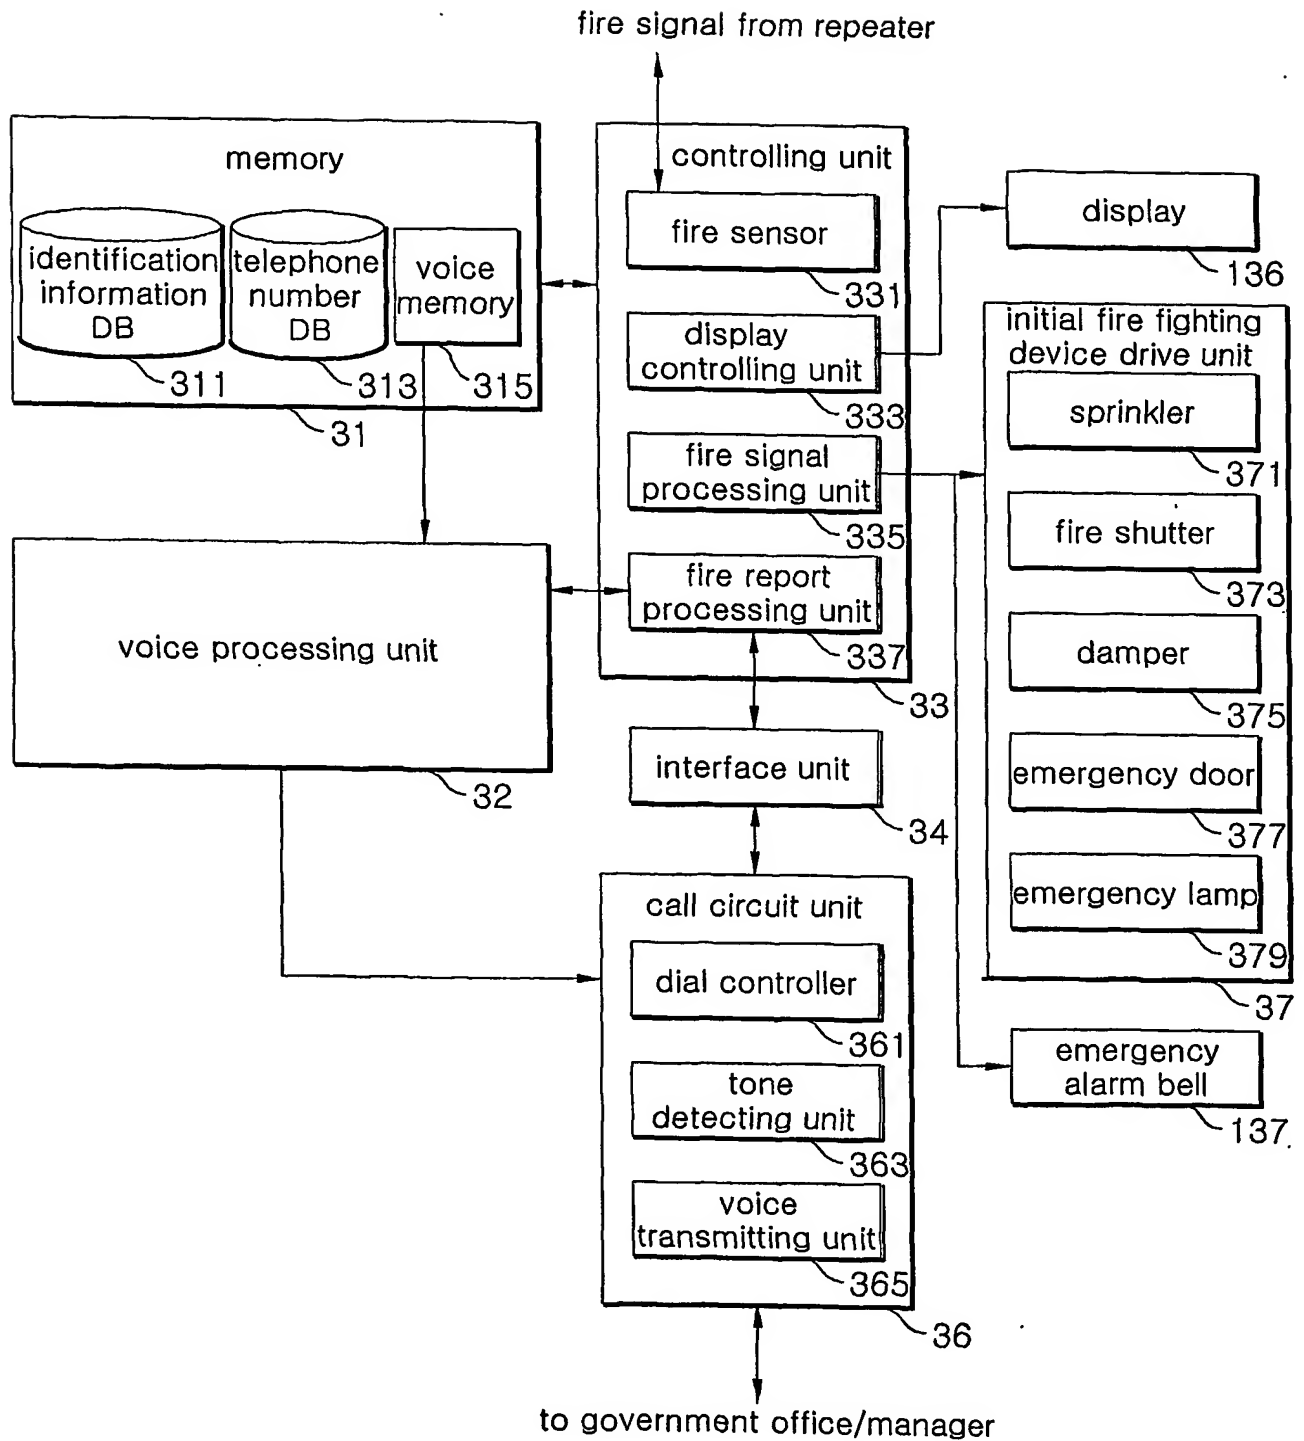 fire signal from repeater
memory
identification
information
DB
311
telephone
number
DB
313
voice
memory
315
31
controlling unit
fire sensor
331
display
controlling unit
333
fire signal
processing unit
335
fire report
processing unit
337
33
display
136
initial fire fighting
device drive unit
sprinkler
371
fire shutter
373
damper
375
emergency door
377
emergency lamp
379
37
voice processing unit
32
interface unit
34
call circuit unit
dial controller
361
tone
detecting unit
363
voice
transmitting unit
365
36
emergency
alarm bell
137
to government office/manager